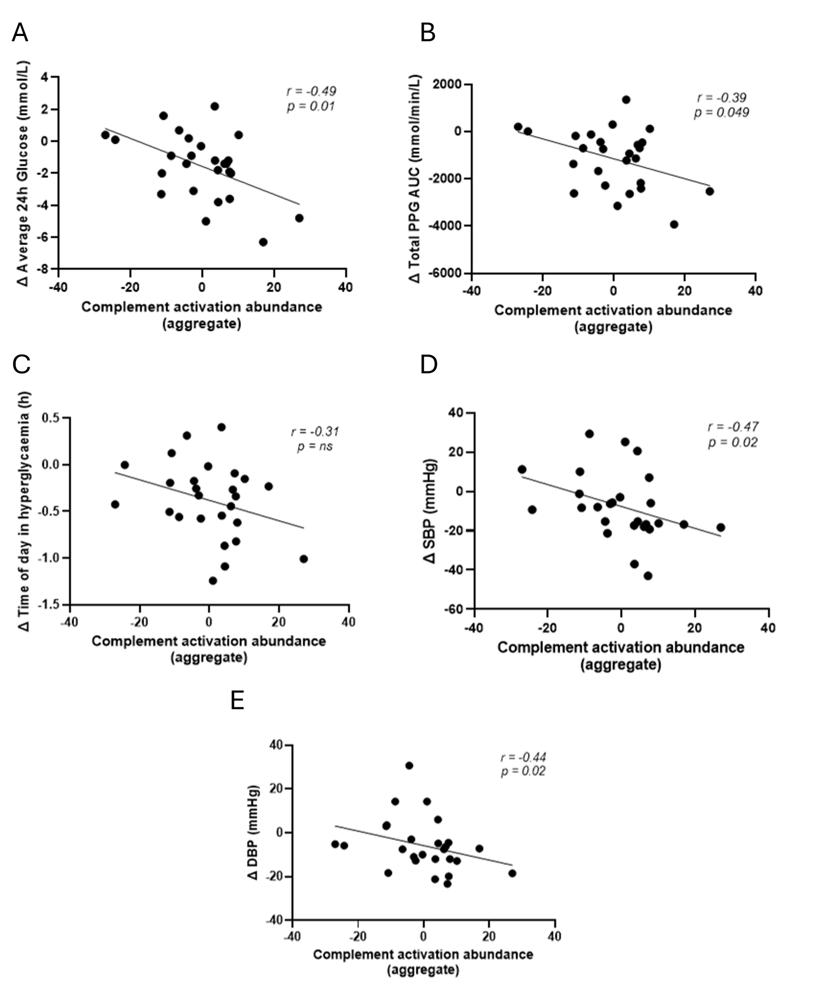 A
Δ Average 24h Glucose (mmol/L)
4
2
0
-2
-4
-6
-8
r = -0.49
p = 0.01
-40 -20 0 20 40
Complement activation abundance
(aggregate)
B
Δ Total PPG AUC (mmol/min/L)
2000
0
-2000
-4000
-6000
r = -0.39
p = 0.049
-40 -20 0 20 40
Complement activation abundance
(aggregate)
C
Δ Time of day in hyperglycaemia (h)
0.5
0.0
-0.5
-1.0
-1.5
r = -0.31
p = ns
-40 -20 0 20 40
Complement activation abundance
(aggregate)
D
Δ SBP (mmHg)
40
20
0
-20
-40
-60
r = -0.47
p = 0.02
-40 -20 0 20 40
Complement activation abundance
(aggregate)
E
Δ DBP (mmHg)
40
20
0
-20
-40
r = -0.44
p = 0.02
-40 -20 0 20 40
Complement activation abundance
(aggregate)